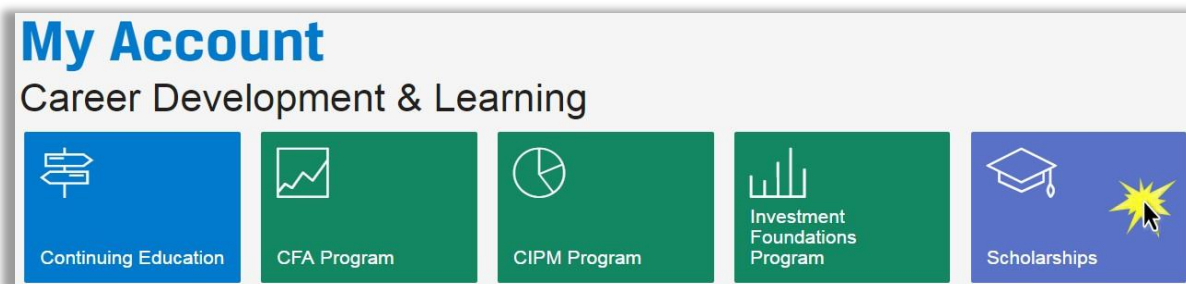 My Account
Career Development & Learning
Continuing Education
CFA Program
CIPM Program
Investment
Foundations
Program
Scholarships